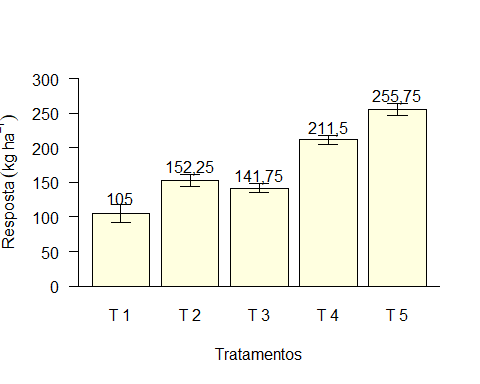 Resposta (kg ha⁻¹)
300
250
200
150
100
50
0
105
152,25
141,75
211,5
255,75
T 1
T 2
T 3
T 4
T 5
Tratamentos